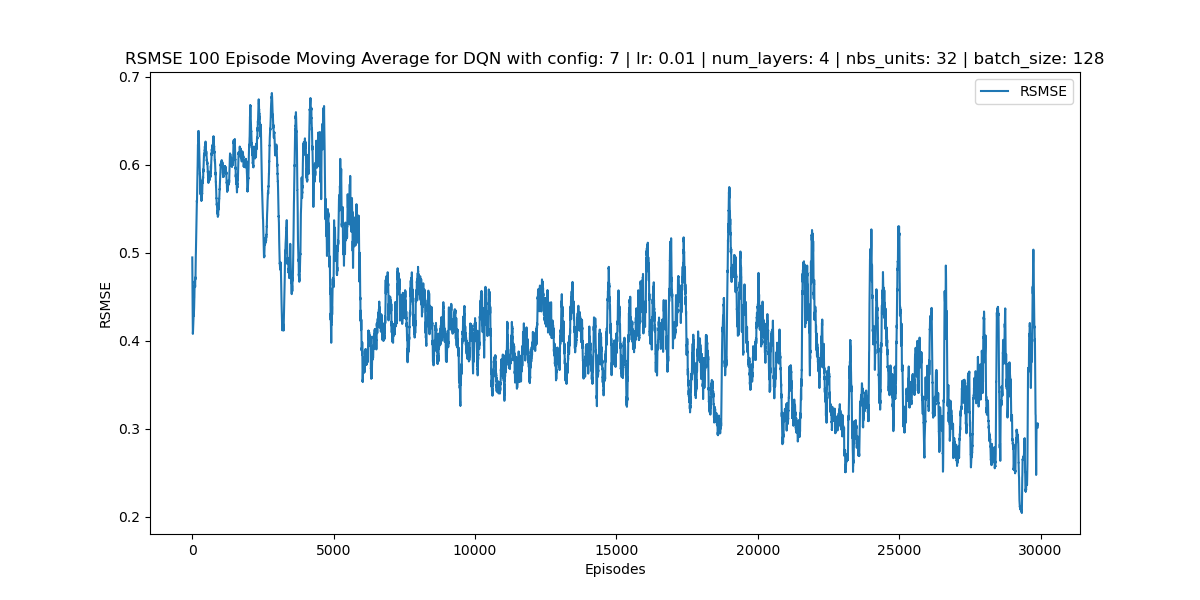 RSMSE 100 Episode Moving Average for DQN with config: 7 | lr: 0.01 | num_layers: 4 | nbs_units: 32 | batch_size: 128
RSMSE
0.7
0.6
0.5
0.4
0.3
0.2
RSMSE
0 5000 10000 15000 20000 25000 30000
Episodes